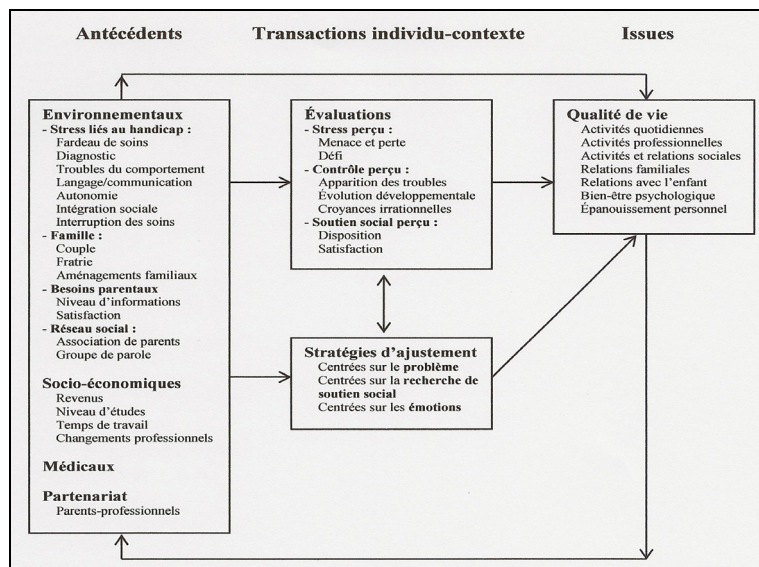 Antécédents
Transactions individu-contexte
Issues
Environnementaux
- Stress liés au handicap :
Fardeau de soins
Diagnostic
Troubles du comportement
Langage/communication
Autonomie
Intégration sociale
Interruption des soins
- Famille :
Couple
Fratrie
Aménagements familiaux
- Besoins parentaux
Niveau d'informations
Satisfaction
- Réseau social :
Association de parents
Groupe de parole
Socio-économiques
Revenus
Niveau d'études
Temps de travail
Changements professionnels
Médicaux
Partenariat
Parents-professionnels
Évaluations
- Stress perçu :
Menace et perte
Défi
- Contrôle perçu :
Apparition des troubles
Évolution développementale
Croyances irrationnelles
- Soutien social perçu :
Disposition
Satisfaction
Stratégies d'ajustement
Centrées sur le problème
Centrées sur la recherche de
soutien social
Centrées sur les émotions
Qualité de vie
Activités quotidiennes
Activités professionnelles
Activités et relations sociales
Relations familiales
Relations avec l'enfant
Bien-être psychologique
Épanouissement personnel